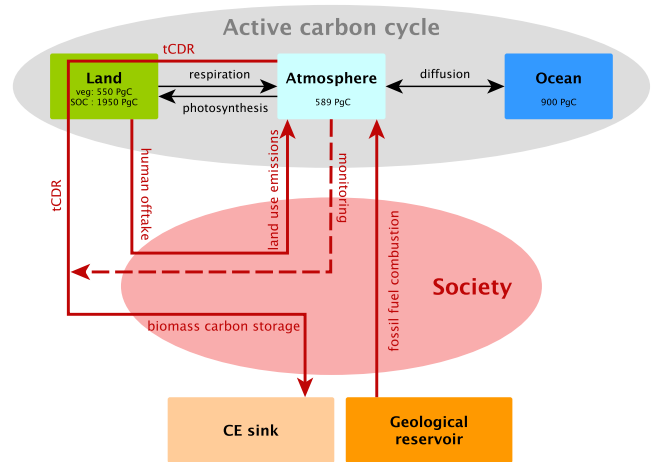 Active carbon cycle
tCDR
Land
veg: 550 PgC
SOC : 1950 PgC
respiration
photosynthesis
Atmosphere
589 PgC
diffusion
Ocean
900 PgC
tCDR
human offtake
land use emissions
monitoring
fossil fuel combustion
Society
biomass carbon storage
CE sink
Geological
reservoir